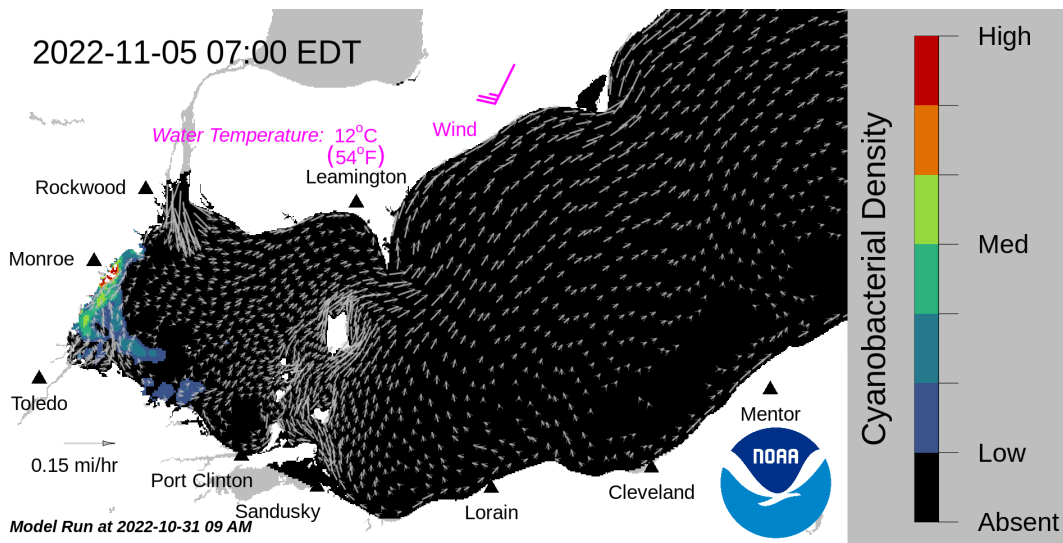 2022-11-05 07:00 EDT
Wind
Water Temperature: 12°C
(54°F)
Leamington
Rockwood
Monroe
Toledo
0.15 mi/hr
Port Clinton
Sandusky
Lorain
Cleveland
Mentor
NOAA
Model Run at 2022-10-31 09 AM
Cyanobacterial Density
High
Med
Low
Absent